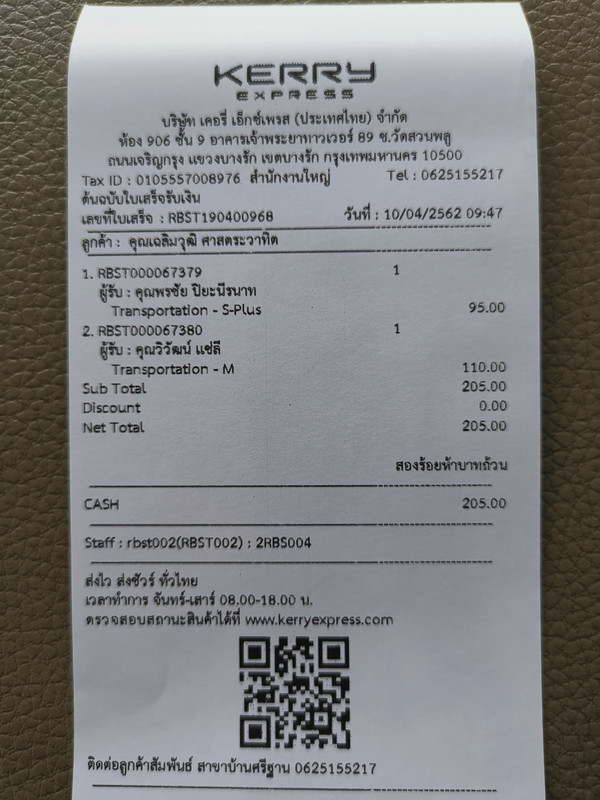 KERRY
EXPRESS
บริษัท เคอรี่ เอ็กซ์เพรส (ประเทศไทย) จำกัด
ห้อง 906 ชั้น 9 อาคารเจ้าพระยาทาวเวอร์ 89 ซ.วัดสวนพลู
ถนนเจริญกรุง แขวงบางรัก เขตบางรัก กรุงเทพมหานคร 10500
Tax ID : 0105557008976 สำนักงานใหญ่ Tel : 0625155217
ต้นฉบับใบเสร็จรับเงิน
เลขที่ใบเสร็จ : RBST190400968 วันที่ : 10/04/2562 09:47
ลูกค้า : คุณเฉลิมวุฒิ ศาสตระวาทิต
1. RBST000067379 1
ผู้รับ : คุณพรชัย ปิยะนีรนาท
Transportation - S-Plus 95.00
2. RBST000067380 1
ผู้รับ : คุณวิวัฒน์ แซ่ลี
Transportation - M 110.00
Sub Total 205.00
Discount 0.00
Net Total 205.00
สองร้อยห้าบาทถ้วน
CASH 205.00
Staff : rbst002(RBST002) : 2RBS004
ส่งไว ส่งชัวร์ ทั่วไทย
เวลาทำการ จันทร์-เสาร์ 08.00-18.00 น.
ตรวจสอบสถานะสินค้าได้ที่ www.kerryexpress.com
ติดต่อลูกค้าสัมพันธ์ สาขาบ้านศรีฐาน 0625155217